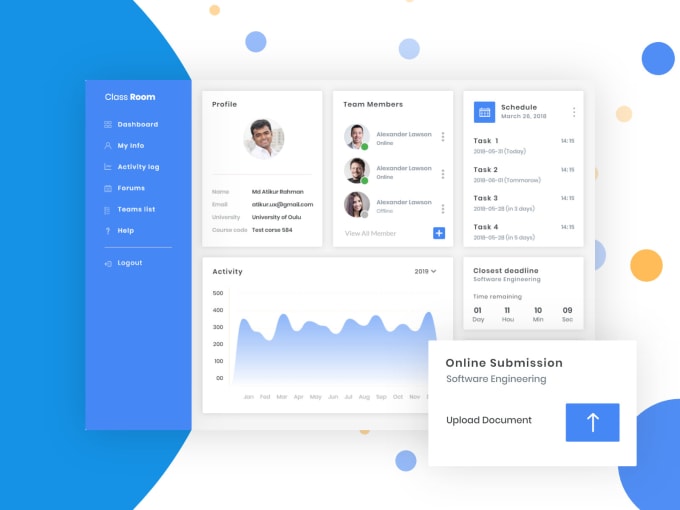 Class Room
Dashboard
My Info
Activity log
Forums
Teams list
Help
Logout
Profile
Name Md Atikur Rahman
Email atikur.ux@gmail.com
University University of Oulu
Course code Test corse 584
Team Members
Alexander Lawson
Online
Alexander Lawson
Online
Alexander Lawson
Offline
View All Member
Schedule
March 26, 2018
Task 1 14:15
2018-05-31 (Today)
Task 2 14:15
2018-05-31 (Tommorow)
Task 3 14:15
2018-05-28 (in 5 days)
Task 4 14:15
2018-05-28 (in 5 days)
Activity 2019
500
400
300
200
100
00
Jan Fed Mar Apr May Jun Jul Aug Sep Oct Nov
Closest deadline
Software Engineering
Time remaining
01 11 10 09
Day Hou Min Sec
Online Submission
Software Engineering
Upload Document